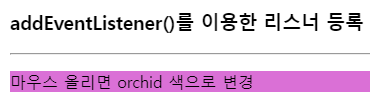 addEventListener()를 이용한 리스너 등록
마우스 올리면 orchid 색으로 변경